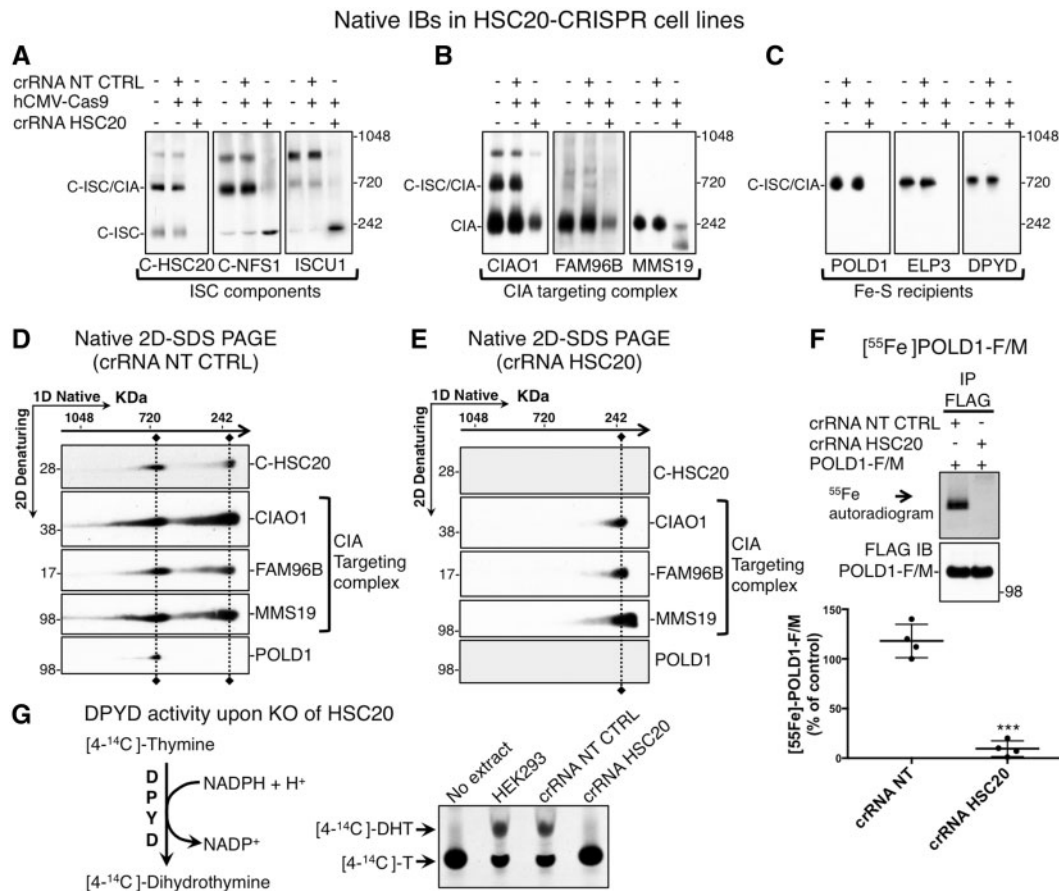 Native IBs in HSC20-CRISPR cell lines
A
crRNA NT CTRL - + - - + - - + -
hCMV-Cas9 - + + - + + - + +
crRNA HSC20 - - + - - + - - +
-1048
C-ISC/CIA-
-720
C-ISC-
-242
C-HSC20 C-NFS1 ISCU1
ISC components
B
- + - - + - - + -
- + + - + + - + +
- - + - - + - - +
-1048
C-ISC/CIA-
-720
CIA-
-242
CIAO1 FAM96B MMS19
CIA targeting complex
C
- + - - + - - + -
- + + - + + - + +
- - + - - + - - +
-1048
C-ISC/CIA-
-720
-242
POLD1 ELP3 DPYD
Fe-S recipients
D
Native 2D-SDS PAGE
(crRNA NT CTRL)
1D Native KDa
2D Denaturing
1048 720 242
28- -C-HSC20
38- -CIAO1
17- -FAM96B
98- -MMS19
98- -POLD1
CIA
Targeting
complex
E
Native 2D-SDS PAGE
(crRNA HSC20)
1D Native KDa
2D Denaturing
1048 720 242
28- C-HSC20
38- -CIAO1
17- -FAM96B
98- -MMS19
98- POLD1
CIA
Targeting
complex
F
[55Fe]POLD1-F/M
IP
FLAG
crRNA NT CTRL + -
crRNA HSC20 - +
POLD1-F/M + +
55Fe
autoradiogram
FLAG IB
POLD1-F/M-
-98
[55Fe]-POLD1-F/M
(% of control)
150
100
50
0
***
crRNA NT
crRNA HSC20
G
DPYD activity upon KO of HSC20
[4-14C]-Thymine
DPYD
NADPH + H+
NADP+
[4-14C]-Dihydrothymine
No extract
HEK293
crRNA NT CTRL
crRNA HSC20
[4-14C]-DHT
[4-14C]-T